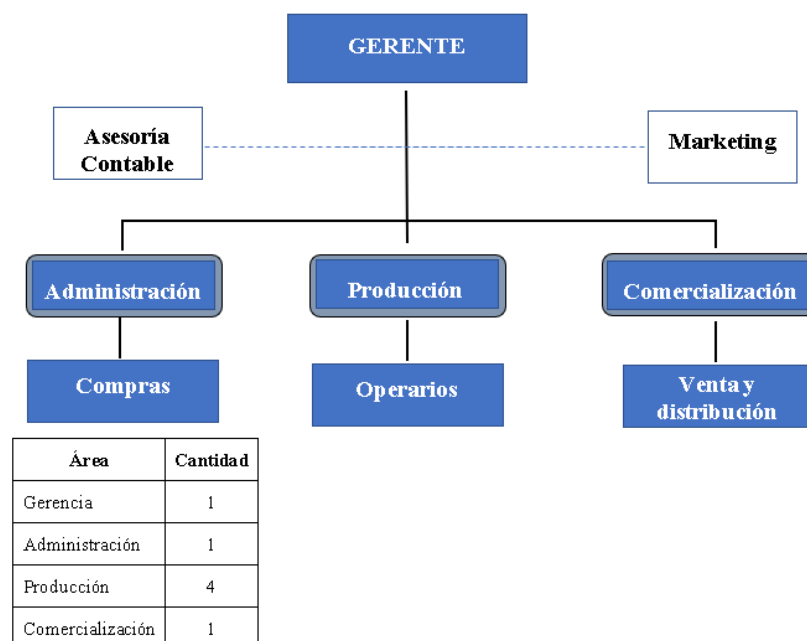 GERENTE
Asesoría
Contable
Marketing
Administración
Producción
Comercialización
Compras
Operarios
Venta y
distribución
Área Cantidad
Gerencia 1
Administración 1
Producción 4
Comercialización 1